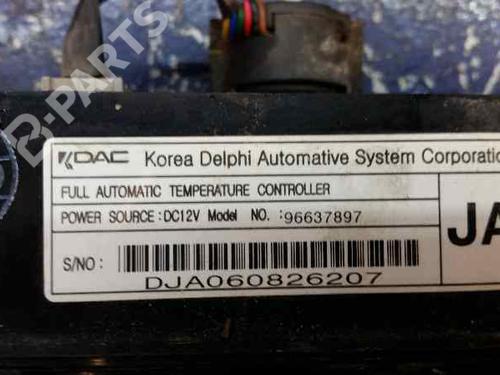 B-PARTS
KDAC Korea Delphi Automative System Corporation
FULL AUTOMATIC TEMPERATURE CONTROLLER
POWER SOURCE:DC12V Model NO.:96637897
JA
S/NO:
DJA060826207